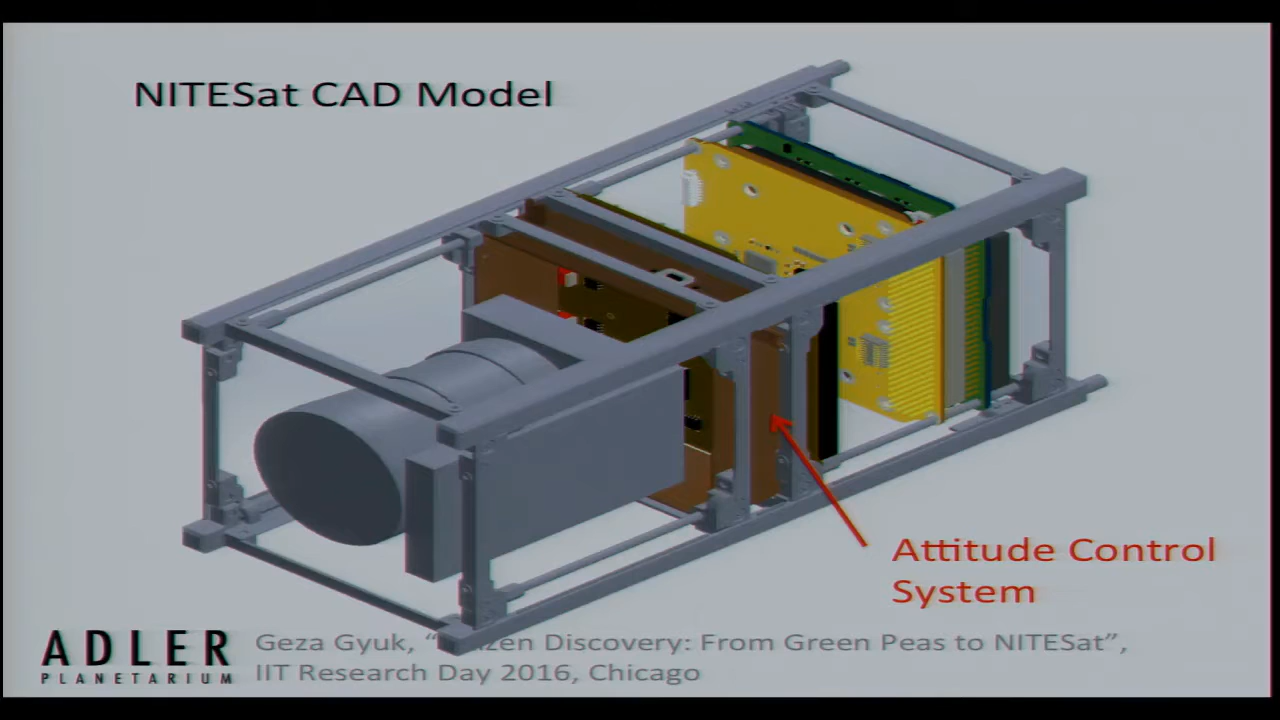 NITESat CAD Model
Attitude Control
System
ADLER
PLANETARIUM
Geza Gyuk, “ zen Discovery: From Green Peas to NITESat”,
IIT Research Day 2016, Chicago